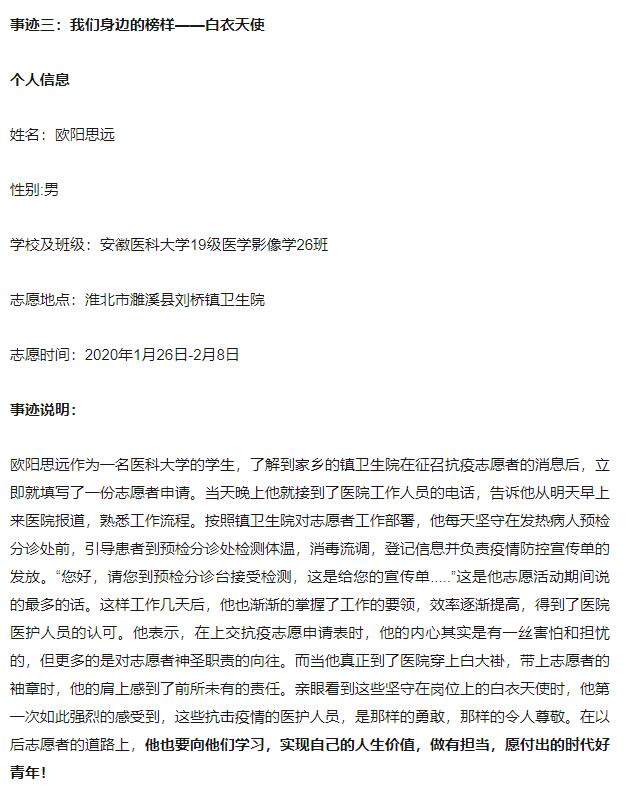 事迹三：我们身边的榜样——白衣天使
个人信息
姓名：欧阳思远
性别:男
学校及班级：安徽医科大学19级医学影像学26班
志愿地点：淮北市濉溪县刘桥镇卫生院
志愿时间：2020年1月26日-2月8日
事迹说明：
欧阳思远作为一名医科大学的学生，了解到家乡的镇卫生院在征召抗疫志愿者的消息后，立
即就填写了一份志愿者申请。当天晚上他就接到了医院工作人员的电话，告诉他从明天早上
来医院报道，熟悉工作流程。按照镇卫生院对志愿者工作部署，他每天坚守在发热病人预检
分诊处前，引导患者到预检分诊处检测体温，消毒流调，登记信息并负责疫情防控宣传单的
发放。“您好，请您到预检分诊台接受检测，这是给您的宣传单.....”这是他志愿活动期间说
的最多的话。这样工作几天后，他也渐渐的掌握了工作的要领，效率逐渐提高，得到了医院
医护人员的认可。他表示，在上交抗疫志愿申请表时，他的内心其实是有一丝害怕和担忧
的，但更多的是对志愿者神圣职责的向往。而当他真正到了医院穿上白大褂，带上志愿者的
袖章时，他的肩上感到了前所未有的责任。亲眼看到这些坚守在岗位上的白衣天使时，他第
一次如此强烈的感受到，这些抗击疫情的医护人员，是那样的勇敢，那样的令人尊敬。在以
后志愿者的道路上，他也要向他们学习，实现自己的人生价值，做有担当，愿付出的时代好
青年！